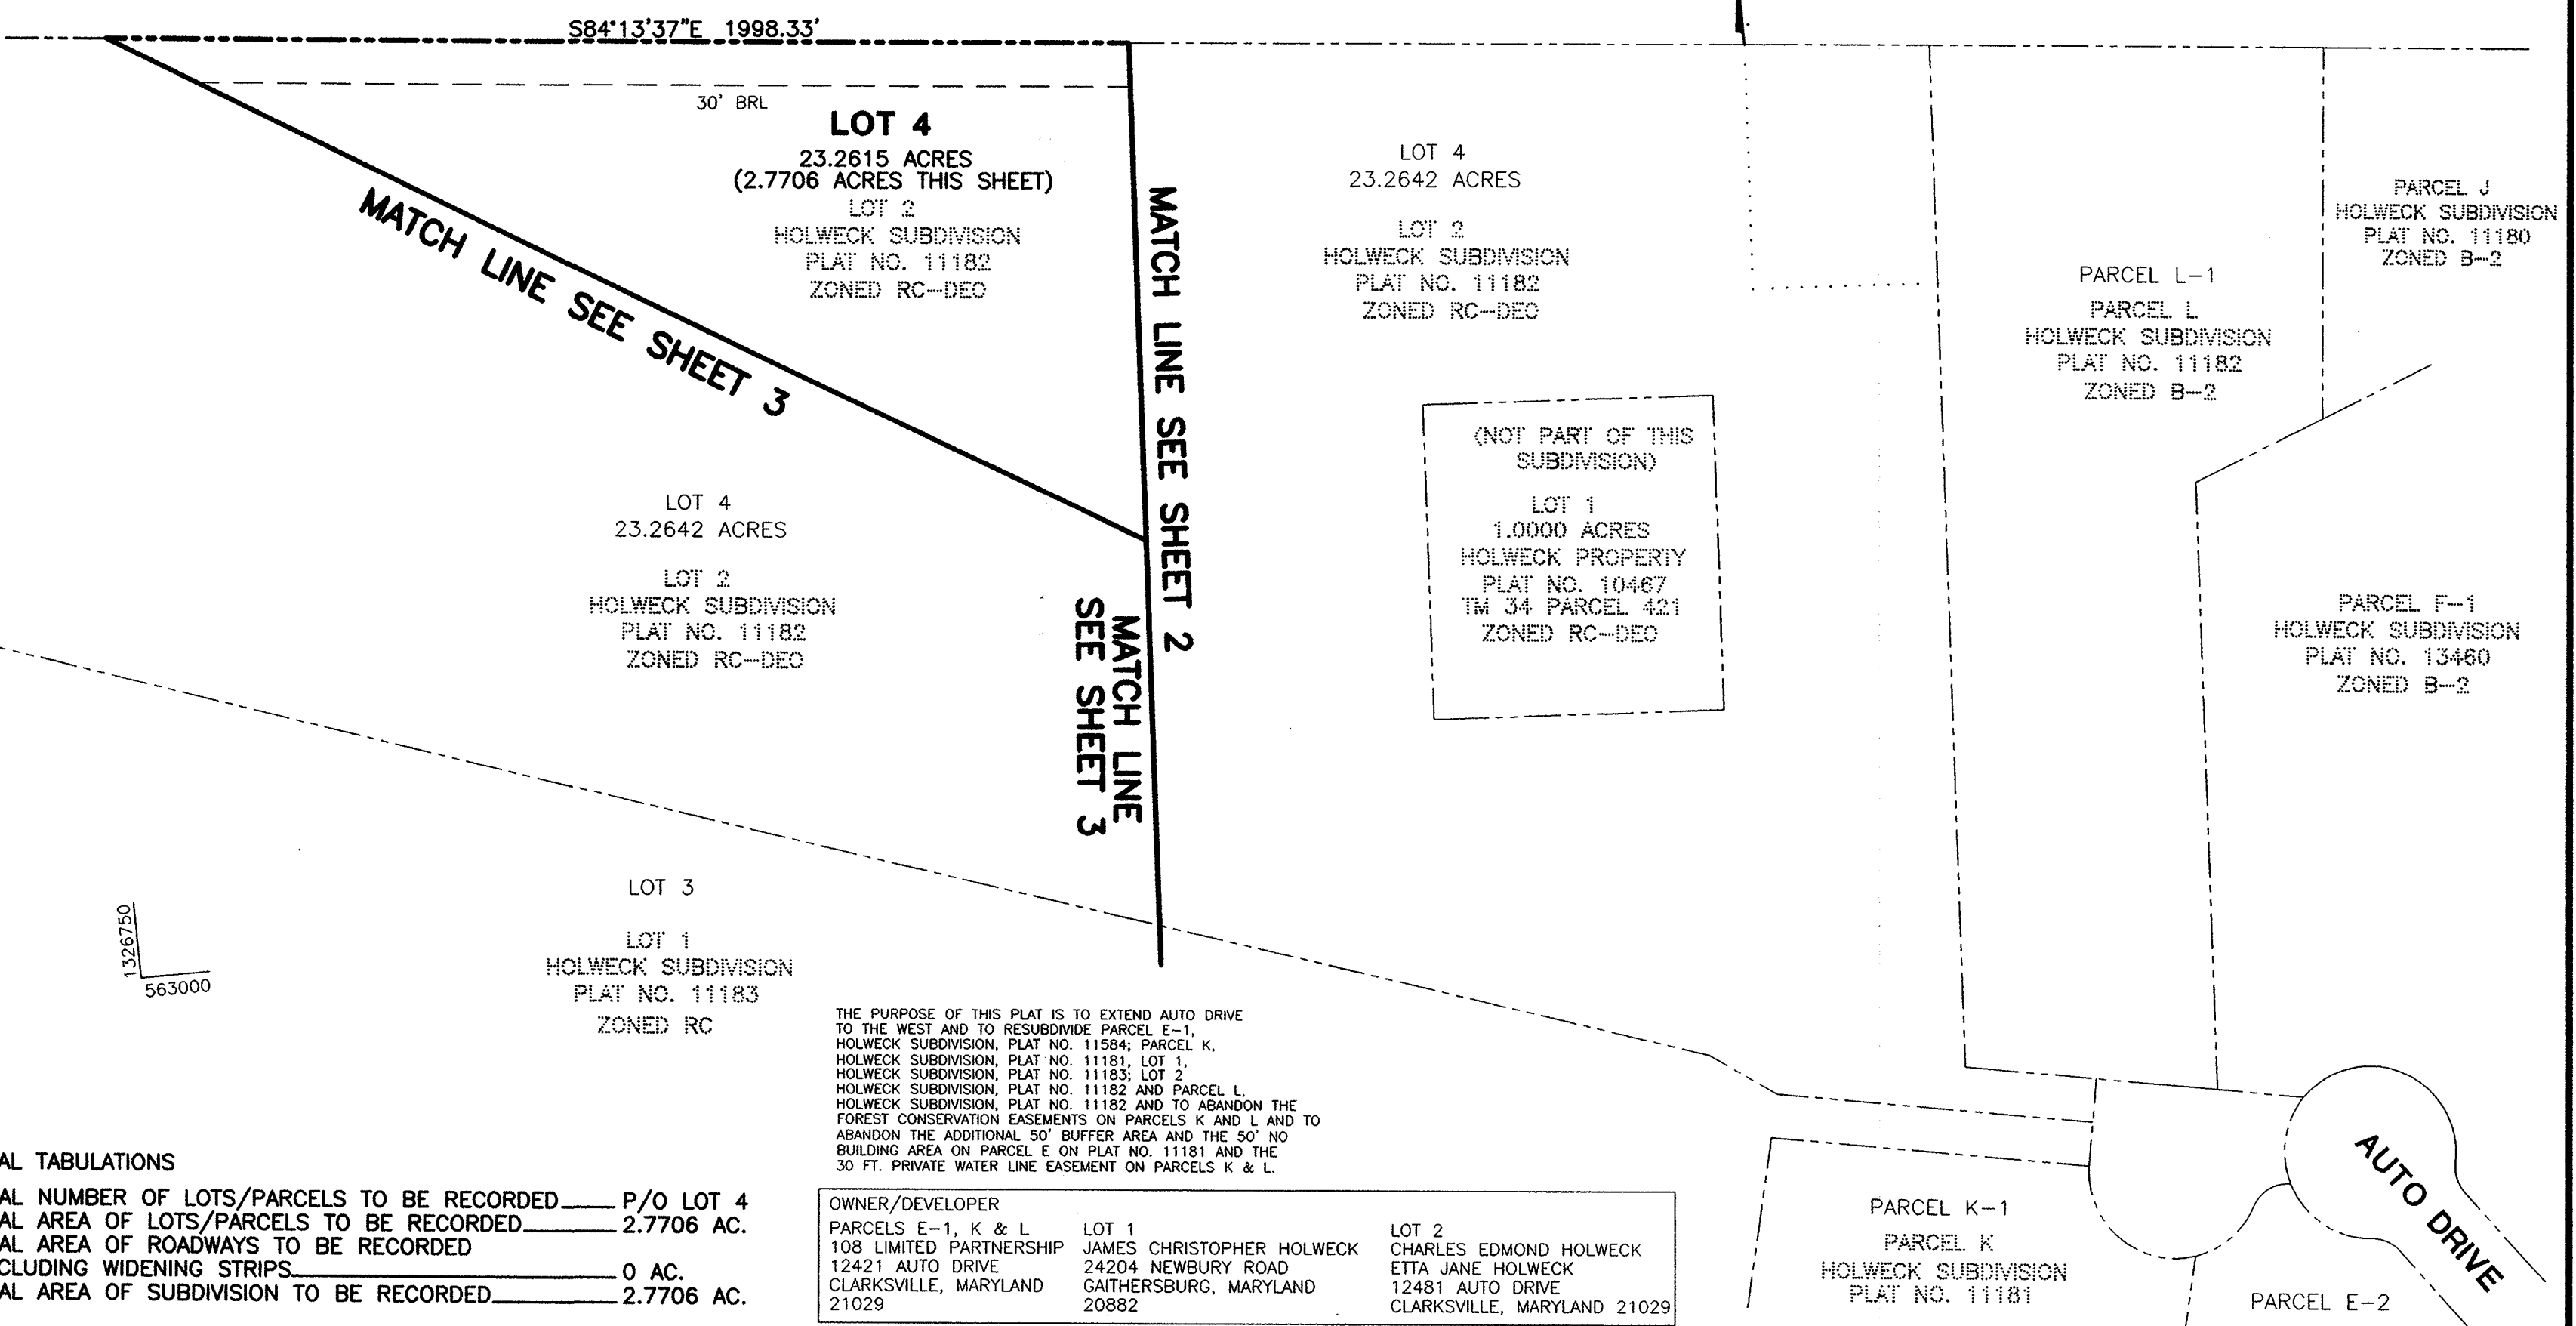 S84°13'37"E 1998.33'
30' BRL
LOT 4
23.2615 ACRES
(2.7706 ACRES THIS SHEET)
LOT 2
HOLWECK SUBDIVISION
PLAT NO. 11182
ZONED RC-DEO
MATCH LINE SEE SHEET 3
MATCH LINE SEE SHEET 2
MATCH LINE
SEE SHEET 3
LOT 4
23.2642 ACRES
LOT 2
HOLWECK SUBDIVISION
PLAT NO. 11182
ZONED RC-DEO
PARCEL J
HOLWECK SUBDIVISION
PLAT NO. 11180
ZONED B-2
PARCEL L-1
PARCEL L
HOLWECK SUBDIVISION
PLAT NO. 11182
ZONED B-2
(NOT PART OF THIS
SUBDIVISION)
LOT 1
1.0000 ACRES
HOLWECK PROPERTY
PLAT NO. 10467
TM 34 PARCEL 421
ZONED RC-DEO
LOT 4
23.2642 ACRES
LOT 2
HOLWECK SUBDIVISION
PLAT NO. 11182
ZONED RC-DEO
PARCEL F-1
HOLWECK SUBDIVISION
PLAT NO. 13460
ZONED B-2
LOT 3
LOT 1
HOLWECK SUBDIVISION
PLAT NO. 11183
ZONED RC
1326750
563000
THE PURPOSE OF THIS PLAT IS TO EXTEND AUTO DRIVE
TO THE WEST AND TO RESUBDIVIDE PARCEL E-1,
HOLWECK SUBDIVISION, PLAT NO. 11584; PARCEL K,
HOLWECK SUBDIVISION, PLAT NO. 11181, LOT 1,
HOLWECK SUBDIVISION, PLAT NO. 11183; LOT 2
HOLWECK SUBDIVISION, PLAT NO. 11182 AND PARCEL L,
HOLWECK SUBDIVISION, PLAT NO. 11182 AND TO ABANDON THE
FOREST CONSERVATION EASEMENTS ON PARCELS K AND L AND TO
ABANDON THE ADDITIONAL 50' BUFFER AREA AND THE 50' NO
BUILDING AREA ON PARCEL E ON PLAT NO. 11181 AND THE
30 FT. PRIVATE WATER LINE EASEMENT ON PARCELS K & L.
AL TABULATIONS
AL NUMBER OF LOTS/PARCELS TO BE RECORDED P/O LOT 4
AL AREA OF LOTS/PARCELS TO BE RECORDED 2.7706 AC.
AL AREA OF ROADWAYS TO BE RECORDED
CLUDING WIDENING STRIPS 0 AC.
AL AREA OF SUBDIVISION TO BE RECORDED 2.7706 AC.
OWNER/DEVELOPER
PARCELS E-1, K & L
108 LIMITED PARTNERSHIP
12421 AUTO DRIVE
CLARKSVILLE, MARYLAND
21029
LOT 1
JAMES CHRISTOPHER HOLWECK
24204 NEWBURY ROAD
GAITHERSBURG, MARYLAND
20882
LOT 2
CHARLES EDMOND HOLWECK
ETTA JANE HOLWECK
12481 AUTO DRIVE
CLARKSVILLE, MARYLAND 21029
PARCEL K-1
PARCEL K
HOLWECK SUBDIVISION
PLAT NO. 11181
AUTO DRIVE
PARCEL E-2